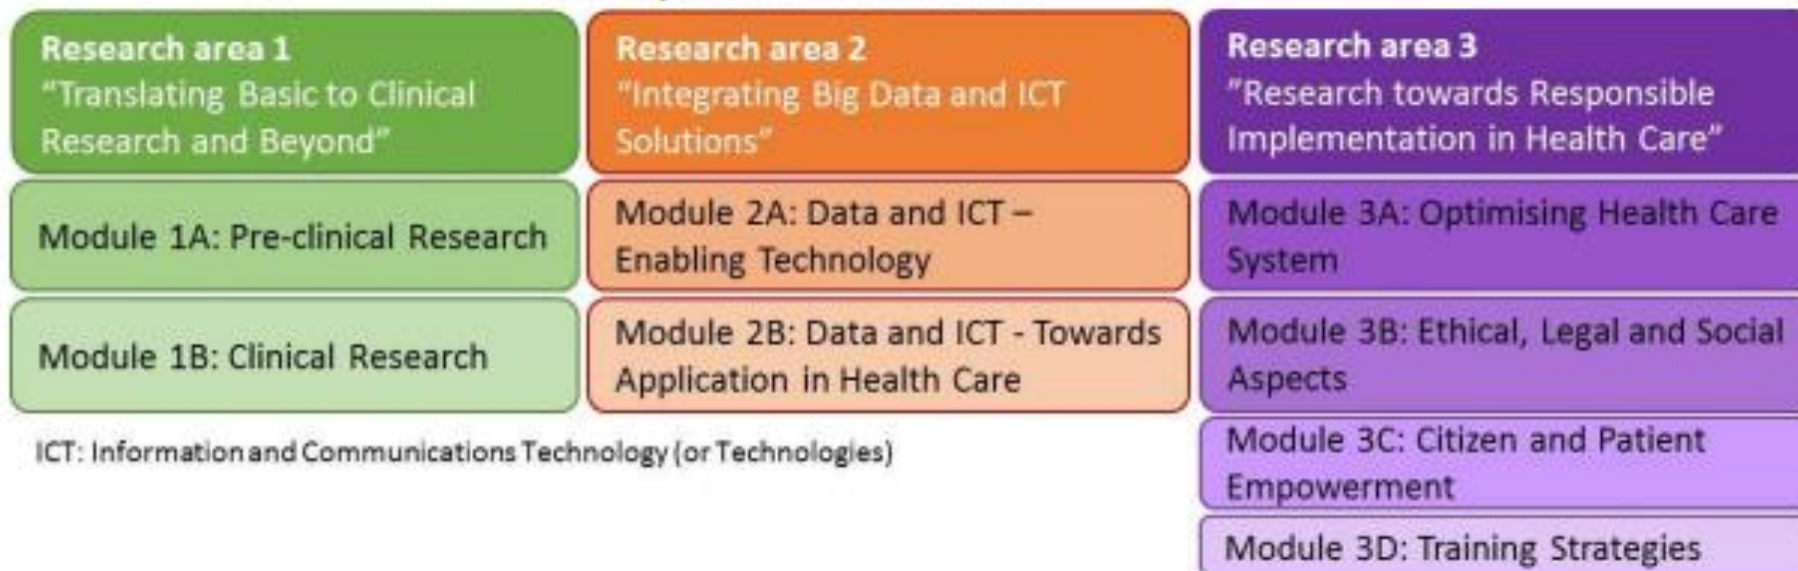 Research area 1
“Translating Basic to Clinical
Research and Beyond”
Module 1A: Pre-clinical Research
Module 1B: Clinical Research
Research area 2
“Integrating Big Data and ICT
Solutions”
Module 2A: Data and ICT –
Enabling Technology
Module 2B: Data and ICT - Towards
Application in Health Care
Research area 3
”Research towards Responsible
Implementation in Health Care”
Module 3A: Optimising Health Care
System
Module 3B: Ethical, Legal and Social
Aspects
Module 3C: Citizen and Patient
Empowerment
Module 3D: Training Strategies
ICT: Information and Communications Technology (or Technologies)